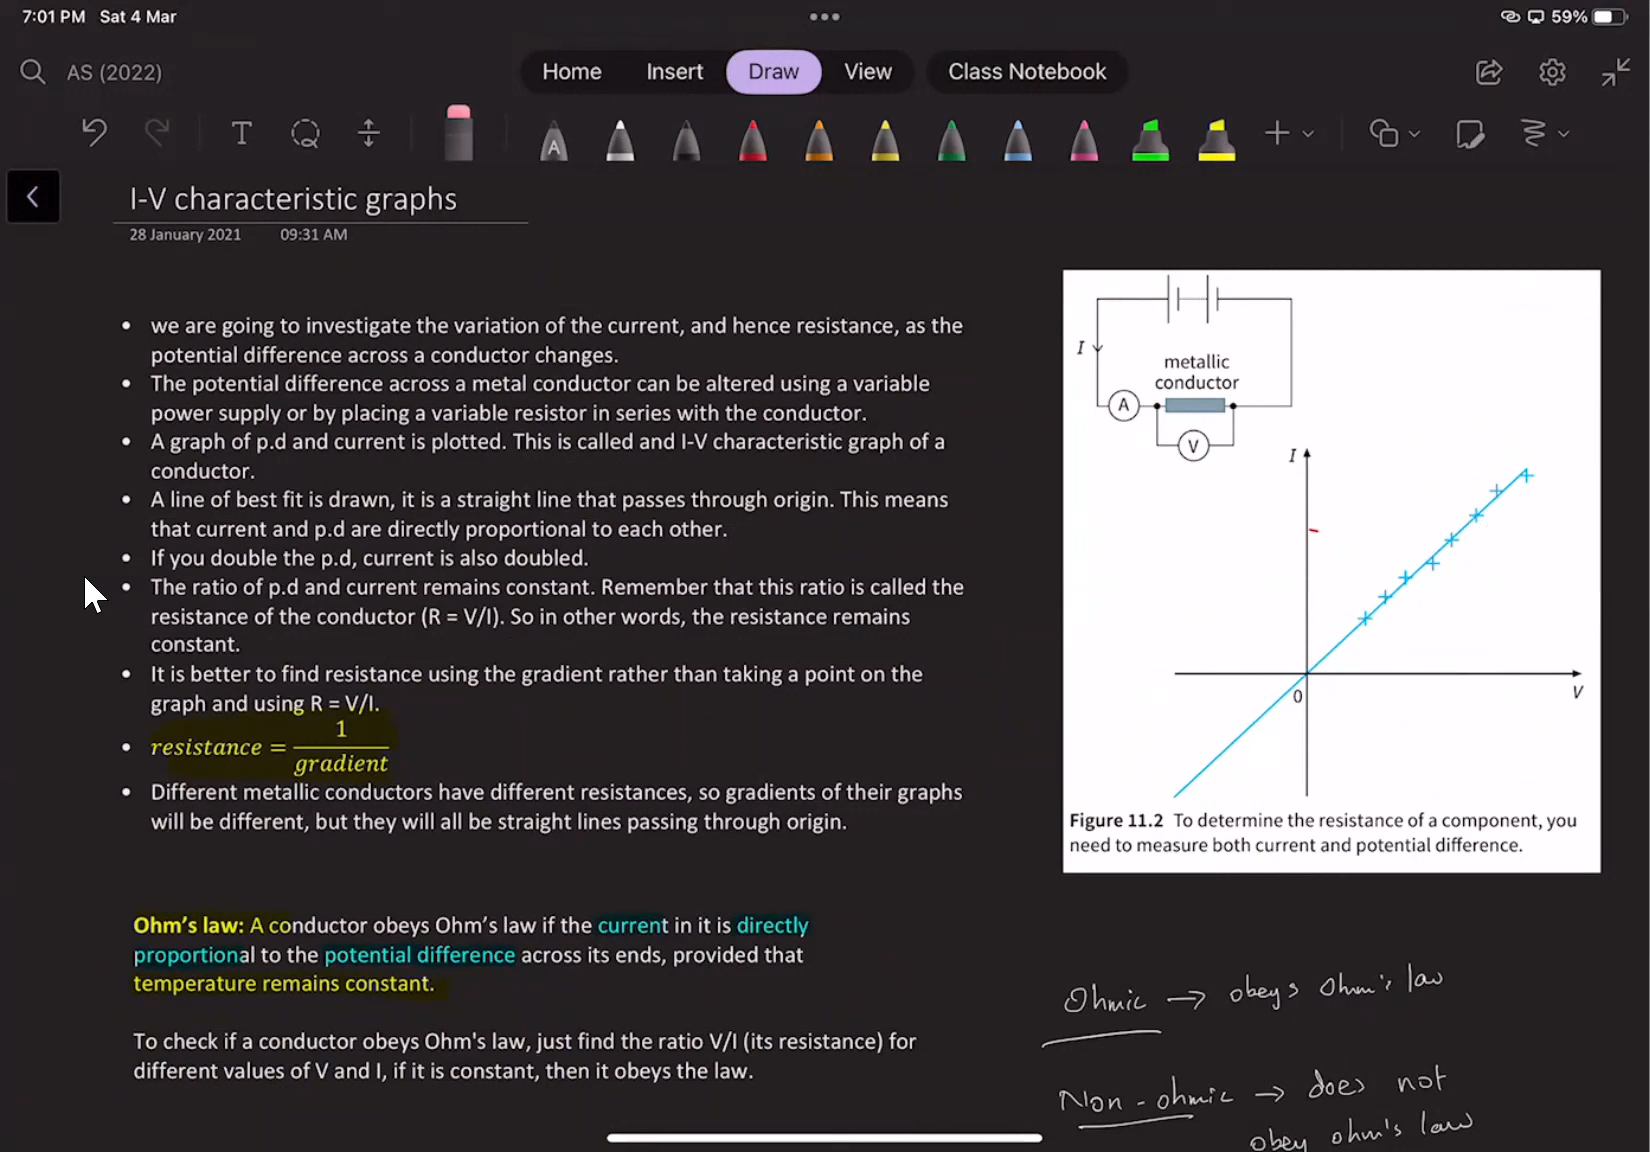 7:01 PM Sat 4 Mar
59%
AS (2022)
Home Insert Draw View Class Notebook
T
A
I-V characteristic graphs
28 January 2021 09:31 AM
• we are going to investigate the variation of the current, and hence resistance, as the
potential difference across a conductor changes.
• The potential difference across a metal conductor can be altered using a variable
power supply or by placing a variable resistor in series with the conductor.
• A graph of p.d and current is plotted. This is called and I-V characteristic graph of a
conductor.
• A line of best fit is drawn, it is a straight line that passes through origin. This means
that current and p.d are directly proportional to each other.
• If you double the p.d, current is also doubled.
• The ratio of p.d and current remains constant. Remember that this ratio is called the
resistance of the conductor (R = V/I). So in other words, the resistance remains
constant.
• It is better to find resistance using the gradient rather than taking a point on the
graph and using R = V/I.
• resistance = 1/gradient
• Different metallic conductors have different resistances, so gradients of their graphs
will be different, but they will all be straight lines passing through origin.
I
metallic
conductor
A
V
I
0
V
Figure 11.2 To determine the resistance of a component, you
need to measure both current and potential difference.
Ohm's law: A conductor obeys Ohm's law if the current in it is directly
proportional to the potential difference across its ends, provided that
temperature remains constant.
To check if a conductor obeys Ohm's law, just find the ratio V/I (its resistance) for
different values of V and I, if it is constant, then it obeys the law.
Ohmic → obeys Ohm's law
Non-ohmic → does not
obey ohm's law